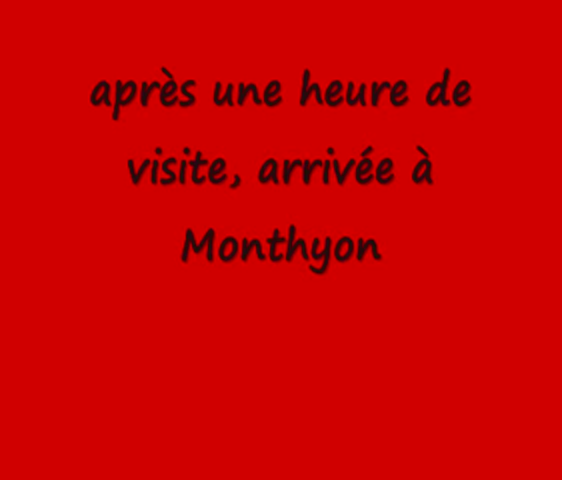 après une heure de
visite, arrivée à
Monthyon